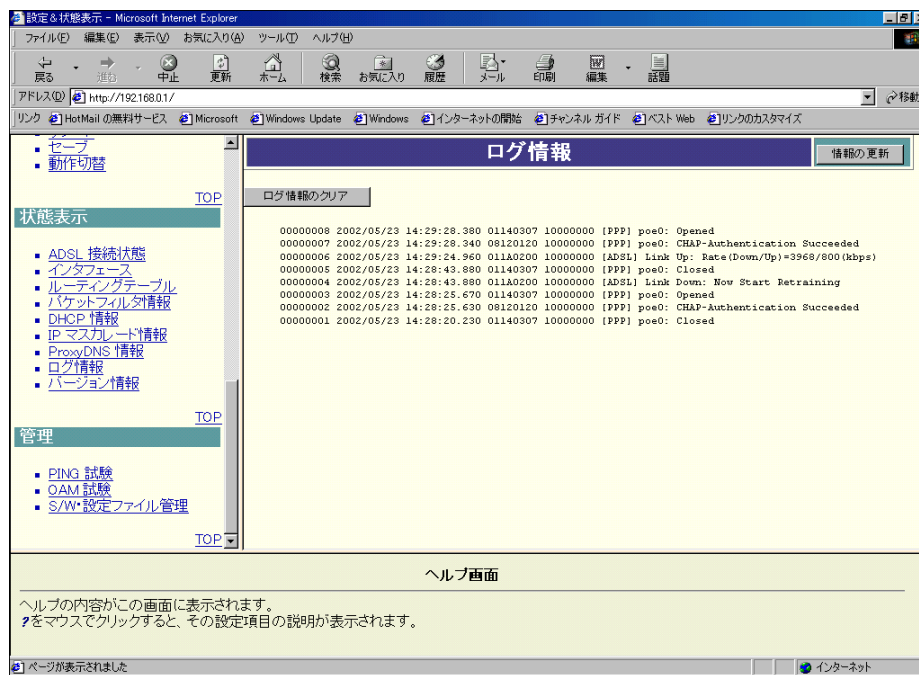 設定＆状態表示 - Microsoft Internet Explorer
ファイル(F) 編集(E) 表示(V) お気に入り(A) ツール(T) ヘルプ(H)
戻る 進む 中止 更新 ホーム 検索 お気に入り 履歴 メール 印刷 編集 話題
アドレス(D) http://192.168.0.1/ 移動
リンク HotMail の無料サービス Microsoft Windows Update Windows インターネットの開始 チャンネル ガイド ベスト Web リンクのカスタマイズ
セーブ
動作切替
TOP
状態表示
ADSL 接続状態
インタフェース
ルーティングテーブル
パケットフィルタ情報
DHCP 情報
IP マスカレード情報
ProxyDNS 情報
ログ情報
バージョン情報
TOP
管理
PING 試験
OAM 試験
S/W・設定ファイル管理
TOP
ログ情報
情報の更新
ログ情報のクリア
00000008 2002/05/23 14:29:28.380 01140307 10000000 [PPP] poe0: Opened
00000007 2002/05/23 14:29:28.340 08120120 10000000 [PPP] poe0: CHAP-Authentication Succeeded
00000006 2002/05/23 14:29:24.960 011A0200 10000000 [ADSL] Link Up: Rate(Down/Up)=3968/800(kbps)
00000005 2002/05/23 14:28:43.880 01140307 10000000 [PPP] poe0: Closed
00000004 2002/05/23 14:28:43.880 011A0200 10000000 [ADSL] Link Down: Now Start Retraining
00000003 2002/05/23 14:28:25.670 01140307 10000000 [PPP] poe0: Opened
00000002 2002/05/23 14:28:25.630 08120120 10000000 [PPP] poe0: CHAP-Authentication Succeeded
00000001 2002/05/23 14:28:20.230 01140307 10000000 [PPP] poe0: Closed
ヘルプ画面
ヘルプの内容がこの画面に表示されます。
?をマウスでクリックすると、その設定項目の説明が表示されます。
ページが表示されました
インターネット